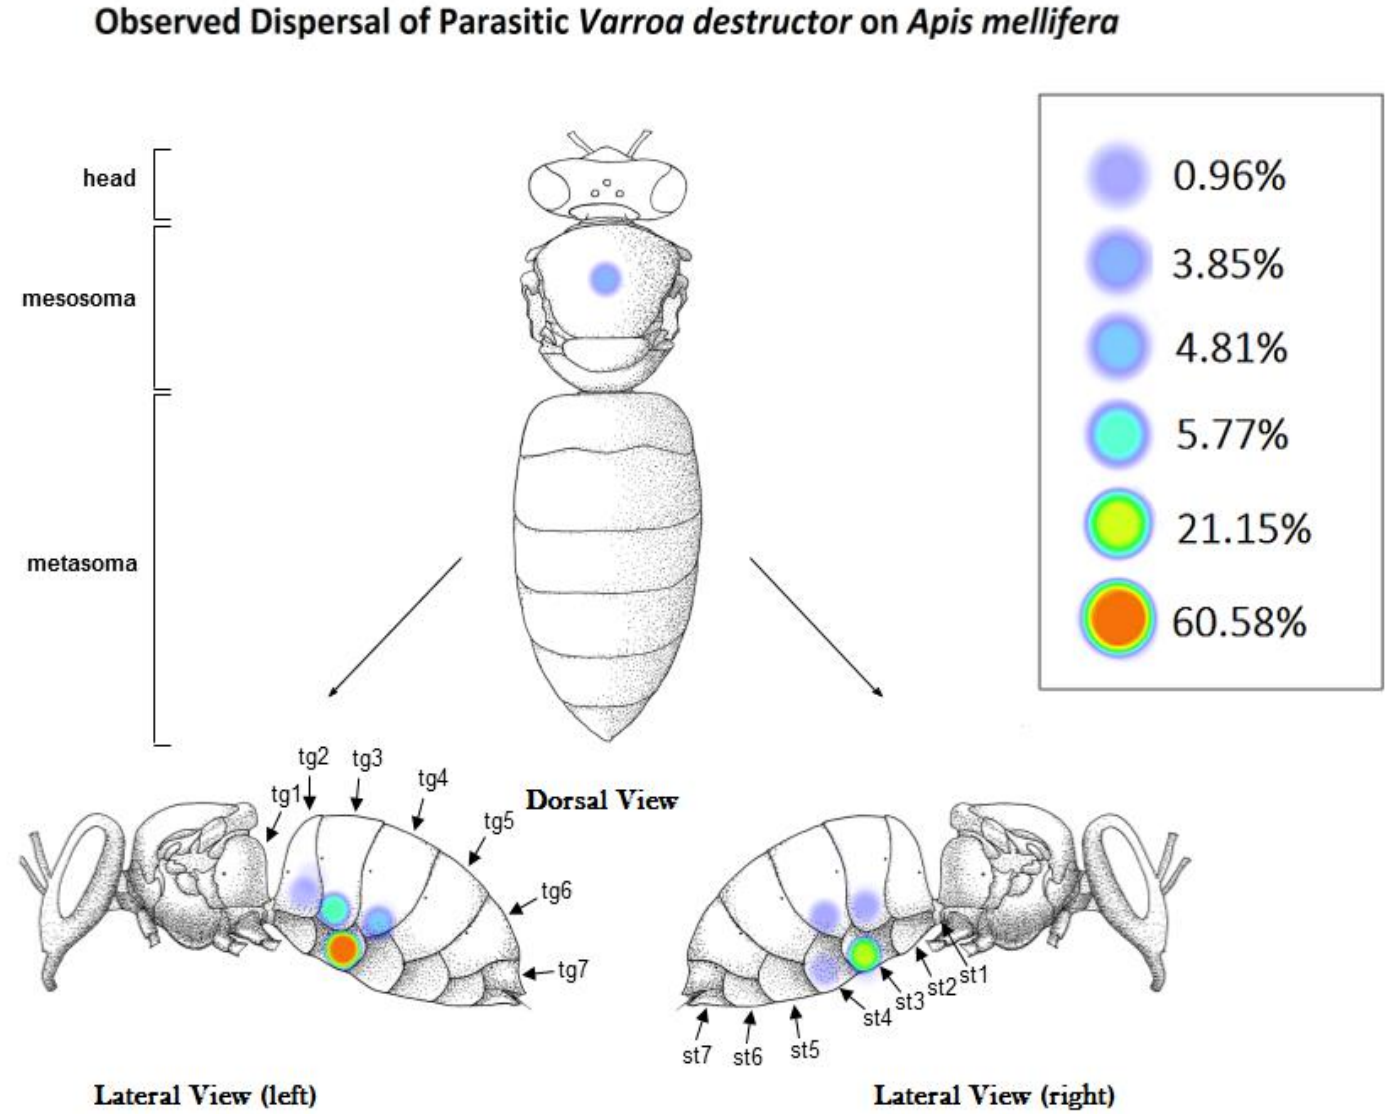 Observed Dispersal of Parasitic Varroa destructor on Apis mellifera
head
mesosoma
metasoma
0.96%
3.85%
4.81%
5.77%
21.15%
60.58%
Dorsal View
tg1
tg2
tg3
tg4
tg5
tg6
tg7
st7
st6
st5
st4
st3
st2
st1
Lateral View (left)
Lateral View (right)